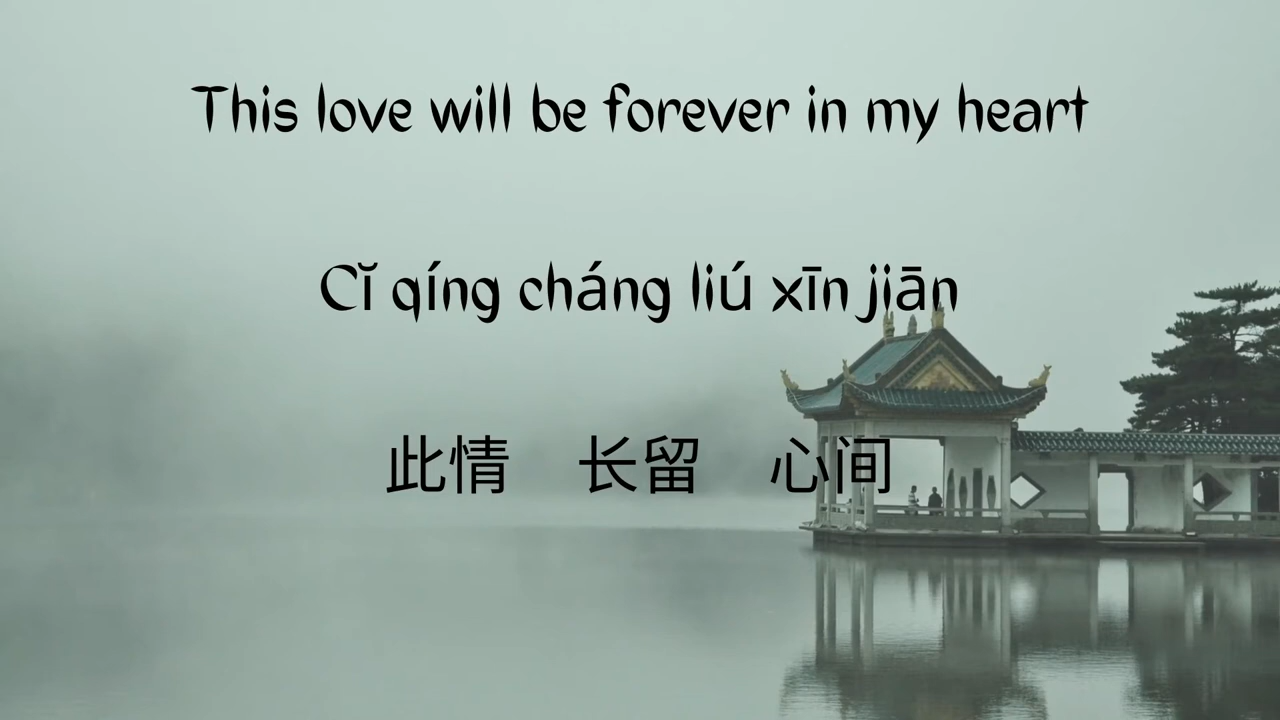 This love will be forever in my heart
Cǐ qíng cháng liú xīn jiān
此情 长留 心间